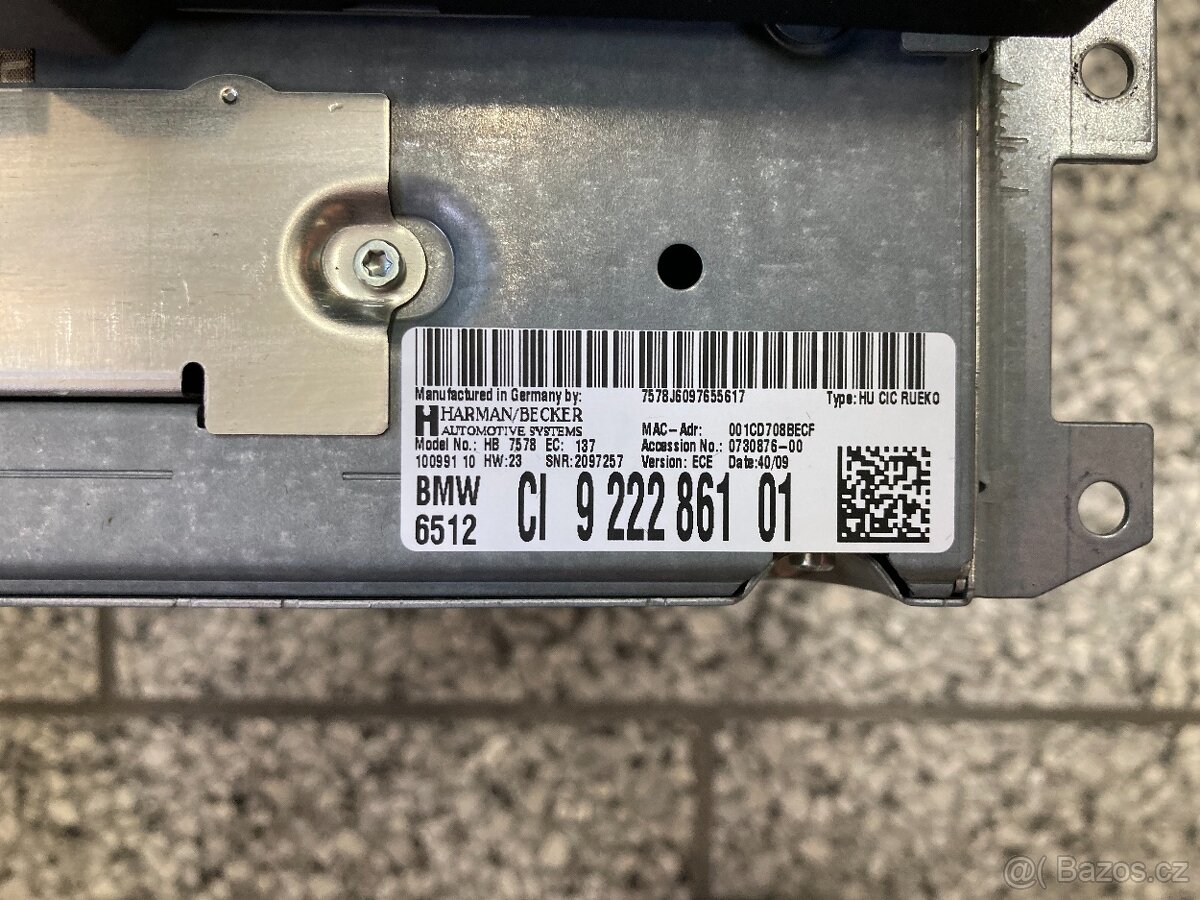 Manufactured in Germany by: 7578J6097655617 Type: HU CIC RUEKO
HARMAN/BECKER
AUTOMOTIVE SYSTEMS MAC-Adr: 001CD708BECF
Model No.: HB 7578 EC: 137 Accession No.: 0730876-00
100991 10 HW:23 SNR:2097257 Version: ECE Date:40/09
BMW
6512
CI 9 222 861 01
Bazos.cz